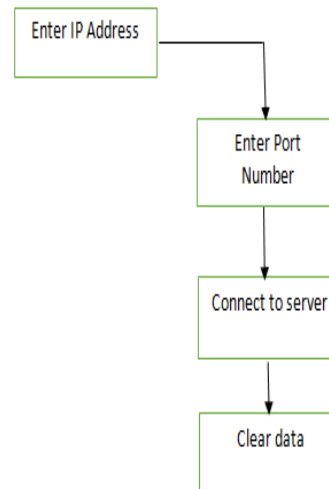 Enter IP Address
Enter Port
Number
Connect to server
Clear data